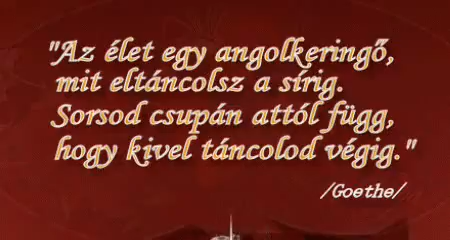 "Az élet egy angolkeringő,
mit eltáncolsz a sírig.
Sorsod csupán attól függ,
hogy kivel táncolod végig."
/Goethe/